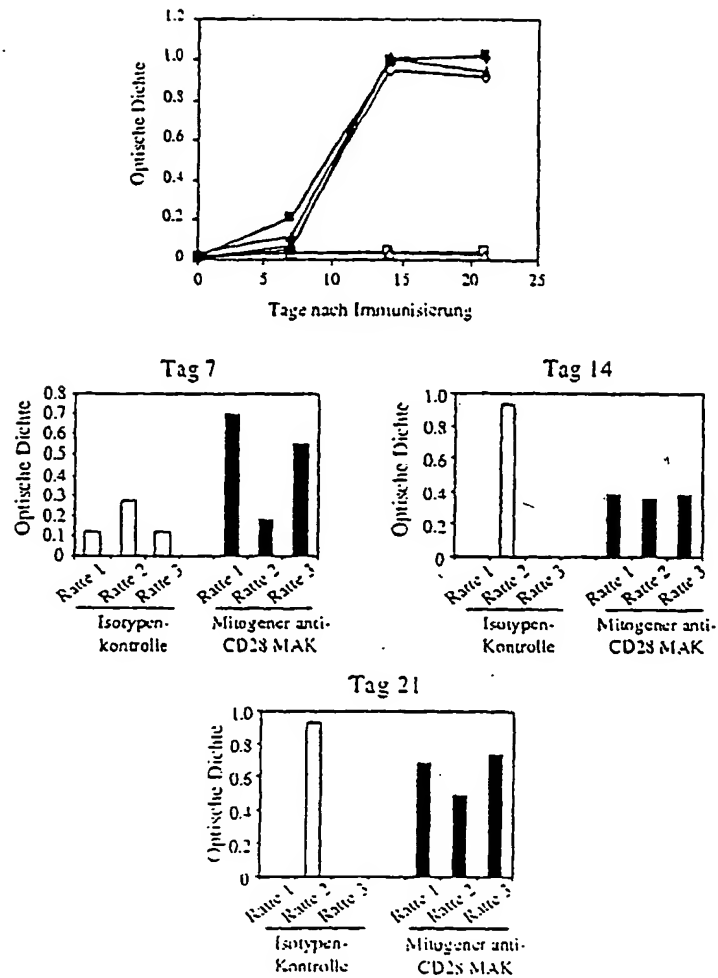 Optische Dichte
1.2
1.0
0.8
0.6
0.4
0.2
0
0 5 10 15 20 25
Tage nach Immunisierung
Tag 7
Optische Dichte
0.8
0.7
0.6
0.5
0.4
0.3
0.2
0.1
0
Ratte 1 Ratte 2 Ratte 3 Ratte 1 Ratte 2 Ratte 3
Isotypen-
kontrolle
Mitogener anti-
CD28 MAK
Tag 14
Optische Dichte
1.0
0.8
0.6
0.4
0.2
0
Ratte 1 Ratte 2 Ratte 3 Ratte 1 Ratte 2 Ratte 3
Isotypen-
kontrolle
Mitogener anti-
CD28 MAK
Tag 21
Optische Dichte
1.0
0.8
0.6
0.4
0.2
0
Ratte 1 Ratte 2 Ratte 3 Ratte 1 Ratte 2 Ratte 3
Isotypen-
Kontrolle
Mitogener anti-
CD28 MAK